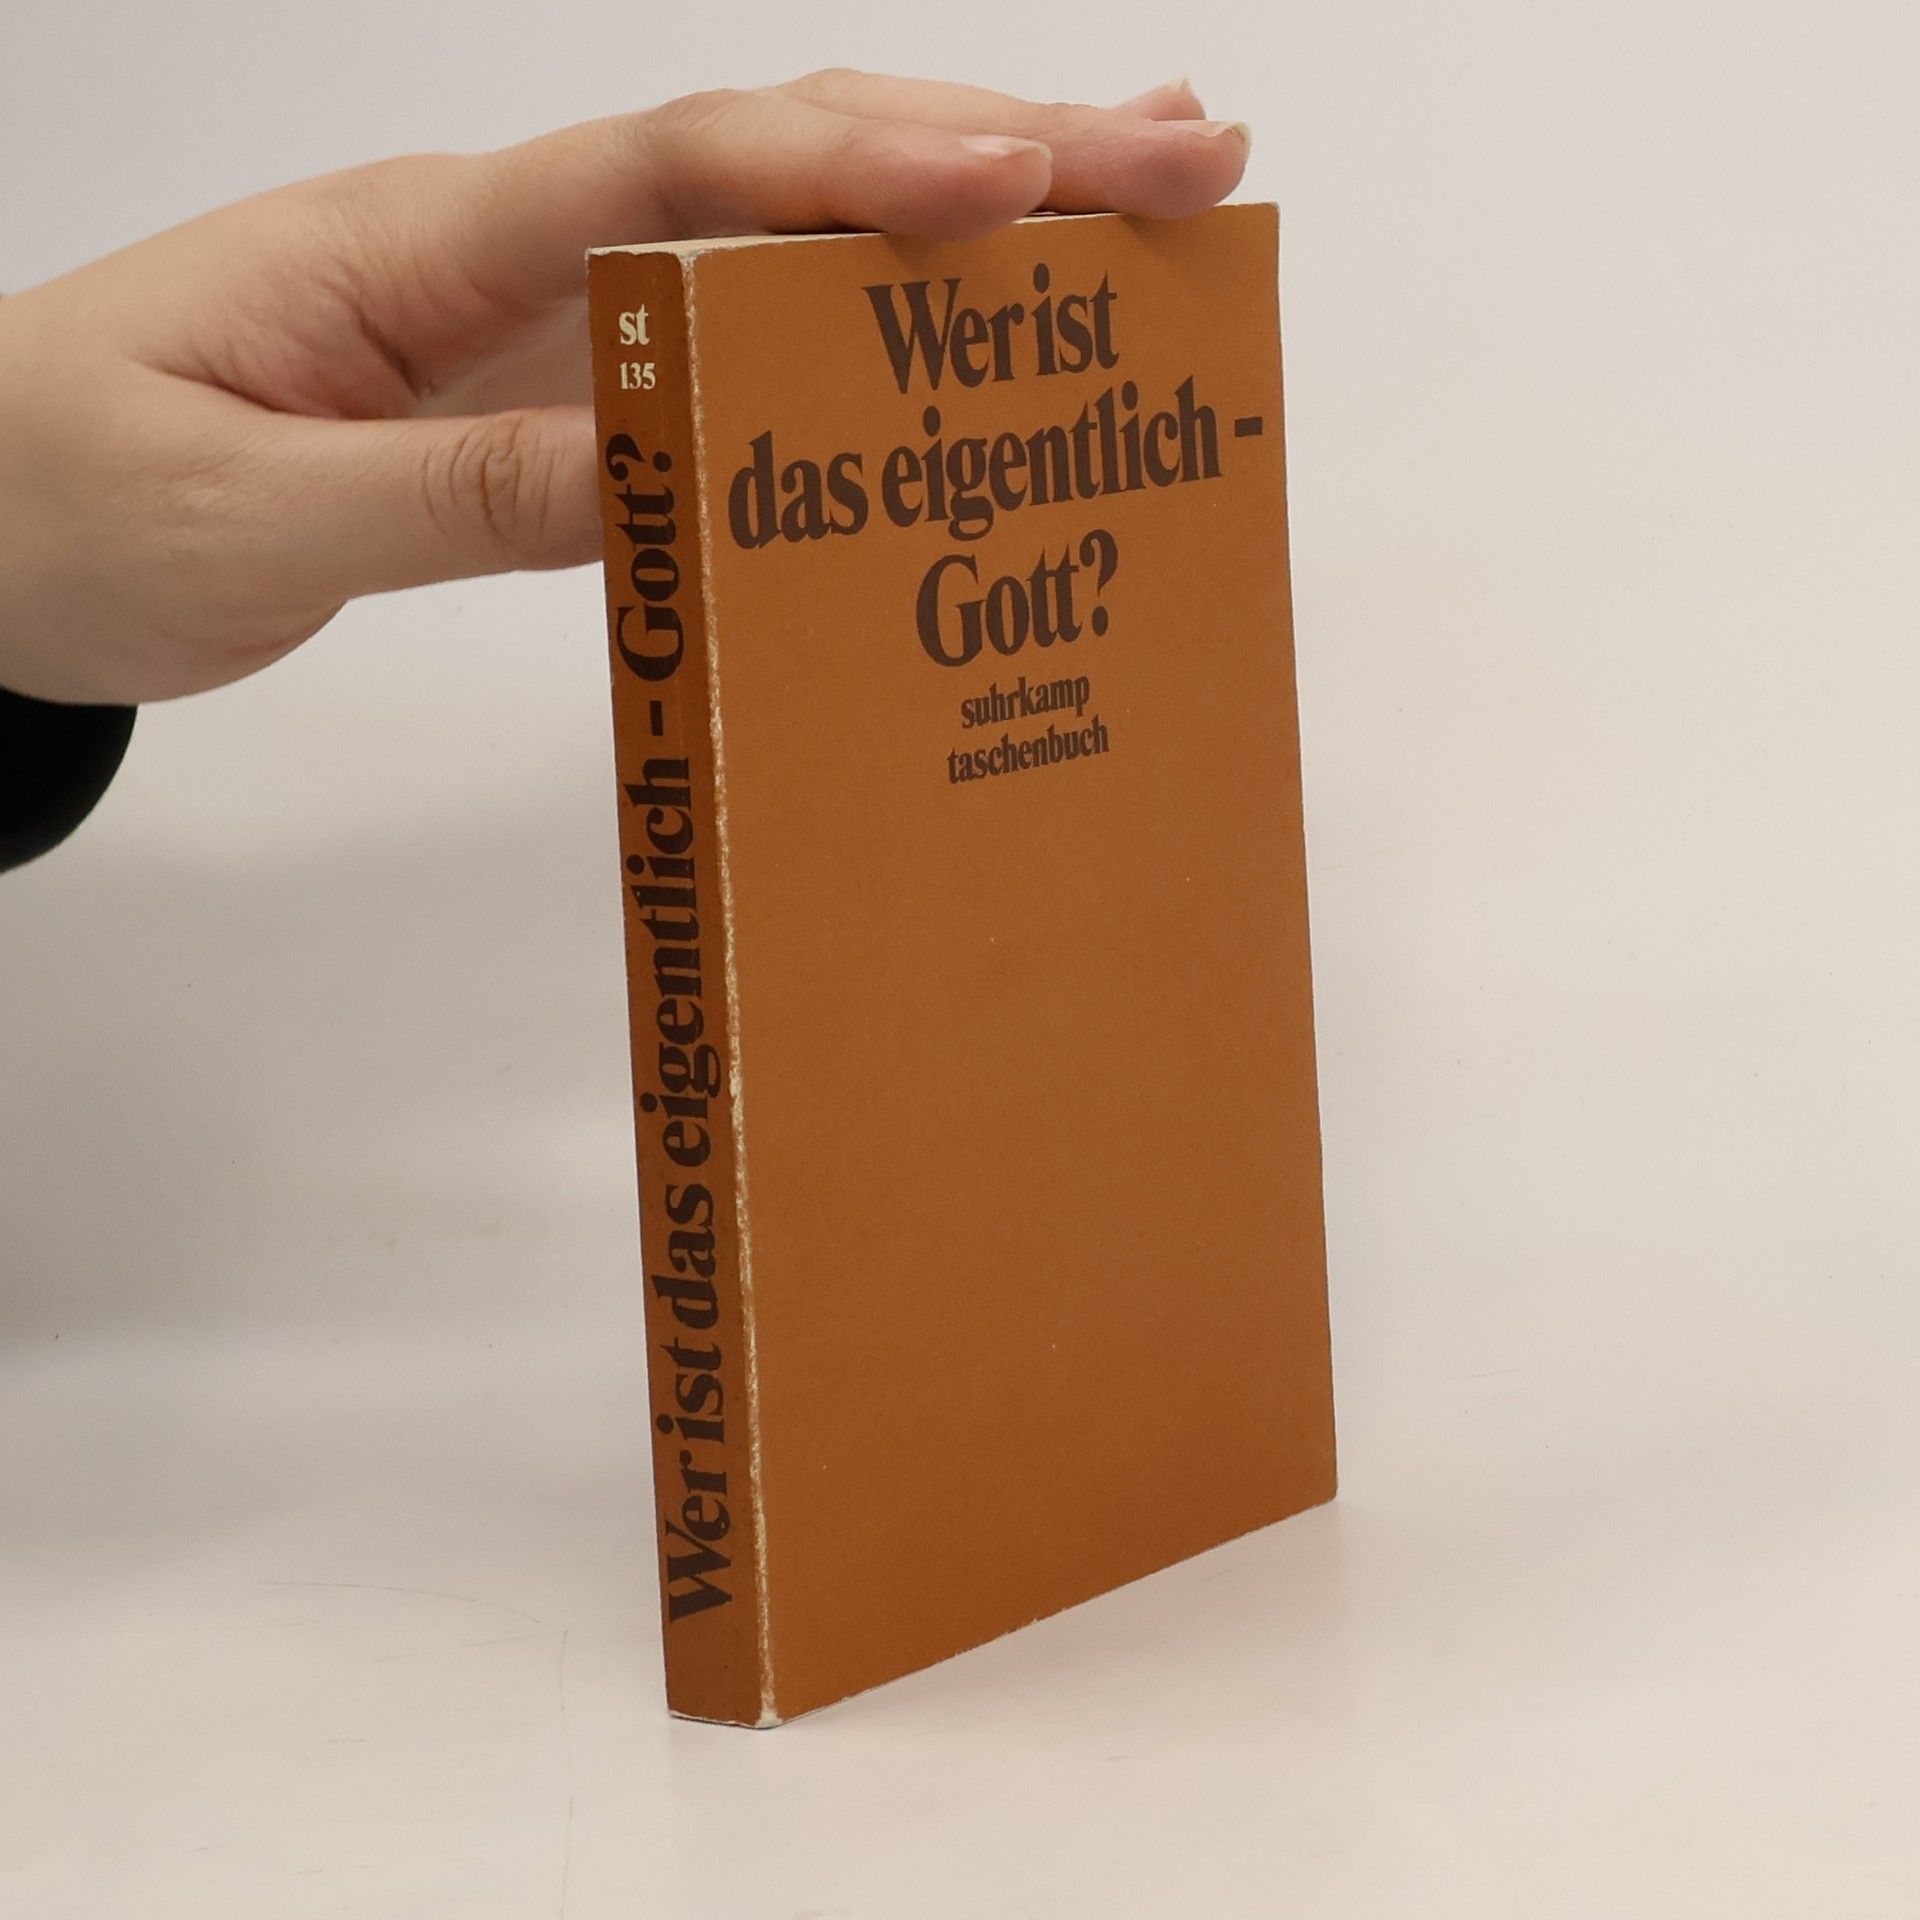 st
135
Wer ist das eigentlich - Gott?
Wer ist
das eigentlich -
Gott?
suhrkamp
taschenbuch